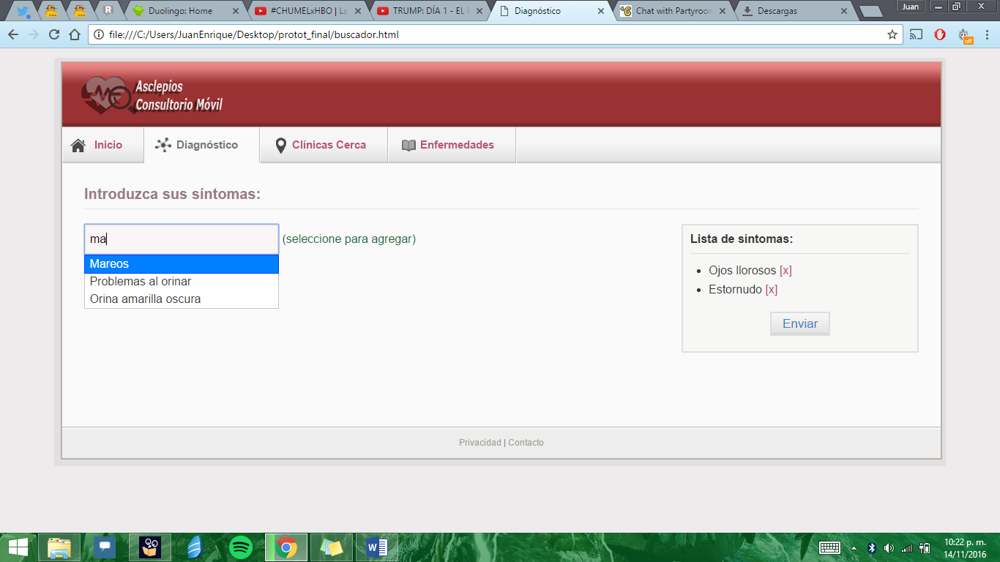 Juan
Duolingo: Home
#CHUMELxHBO | La
TRUMP: DÍA 1 - EL P
Diagnóstico
Chat with Partyroom
Descargas
file:///C:/Users/JuanEnrique/Desktop/protot_final/buscador.html
off
Asclepios
Consultorio Móvil
Inicio
Diagnóstico
Clínicas Cerca
Enfermedades
Introduzca sus síntomas:
ma
(seleccione para agregar)
Mareos
Problemas al orinar
Orina amarilla oscura
Lista de síntomas:
Ojos llorosos [x]
Estornudo [x]
Enviar
Privacidad | Contacto
10:22 p. m.
14/11/2016